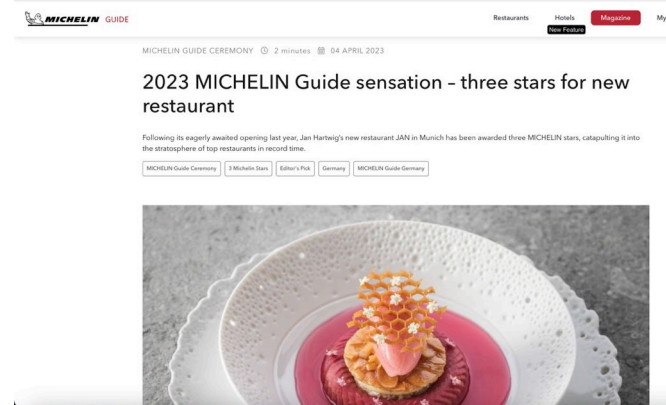 MICHELIN GUIDE
Restaurants
Hotels
Magazine
My
New Feature
MICHELIN GUIDE CEREMONY 2 minutes 04 APRIL 2023
2023 MICHELIN Guide sensation – three stars for new
restaurant
Following its eagerly awaited opening last year, Jan Hartwig's new restaurant JAN in Munich has been awarded three MICHELIN stars, catapulting it into
the stratosphere of top restaurants in record time.
MICHELIN Guide Ceremony
3 Michelin Stars
Editor's Pick
Germany
MICHELIN Guide Germany